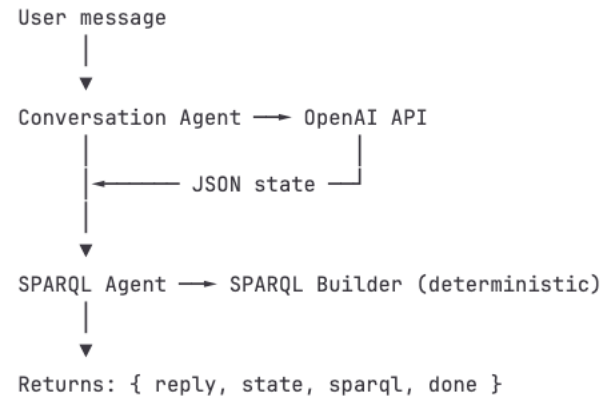 User message
Conversation Agent → OpenAI API
JSON state
SPARQL Agent → SPARQL Builder (deterministic)
Returns: { reply, state, sparql, done }